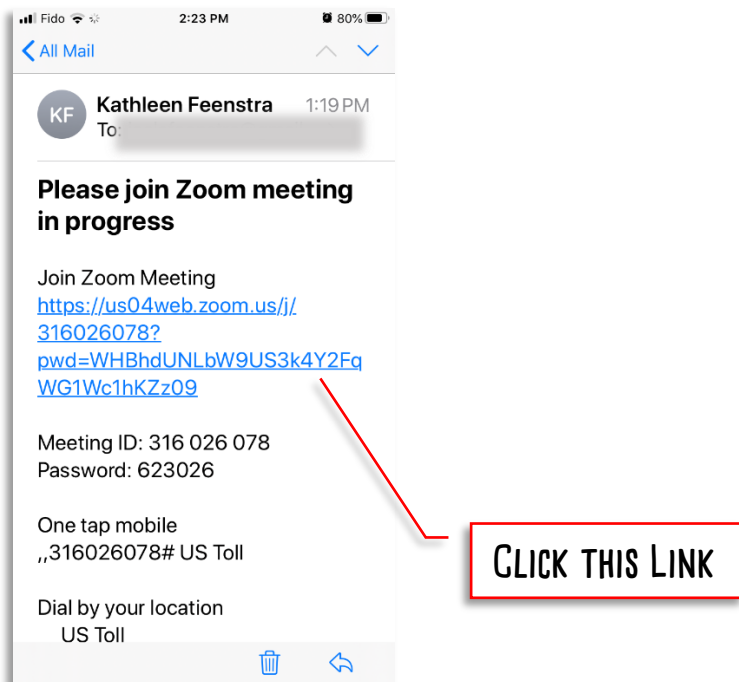 Fido 2:23 PM 80%
All Mail
KF Kathleen Feenstra 1:19 PM
To:
Please join Zoom meeting
in progress
Join Zoom Meeting
https://us04web.zoom.us/j/
316026078?
pwd=WHBhdUNLbW9US3k4Y2Fq
WG1Wc1hKZz09
Meeting ID: 316 026 078
Password: 623026
One tap mobile
,,316026078# US Toll
Dial by your location
US Toll
CLICK THIS LINK